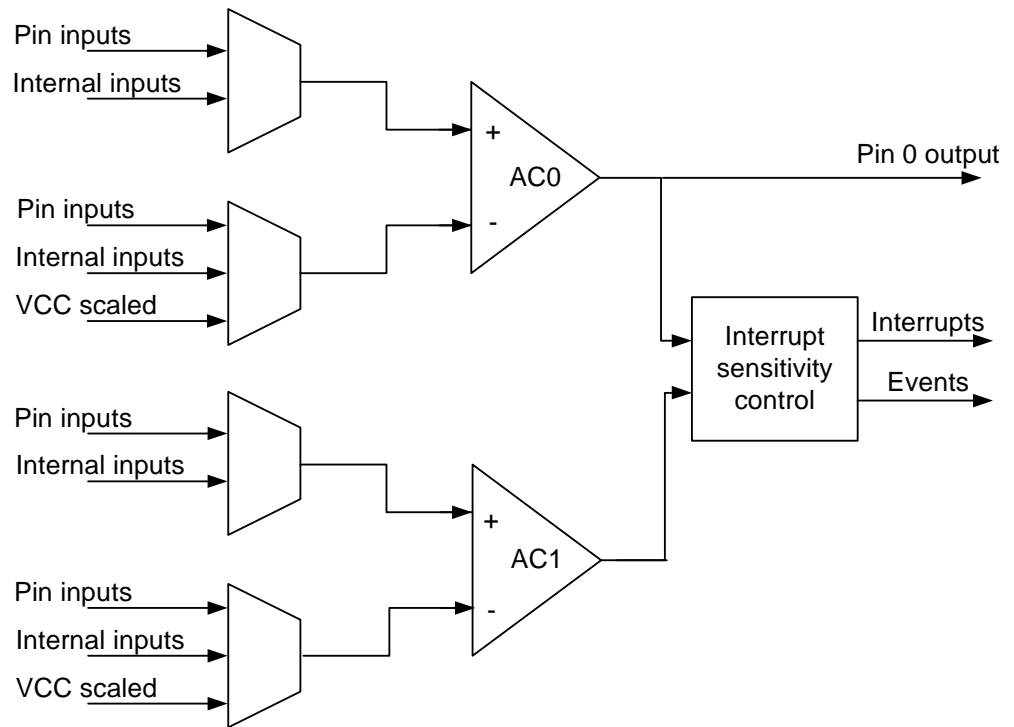 Pin inputs
Internal inputs
+
AC0
-
Pin 0 output
Pin inputs
Internal inputs
VCC scaled
Interrupt
sensitivity
control
Interrupts
Events
Pin inputs
Internal inputs
+
AC1
-
Pin inputs
Internal inputs
VCC scaled